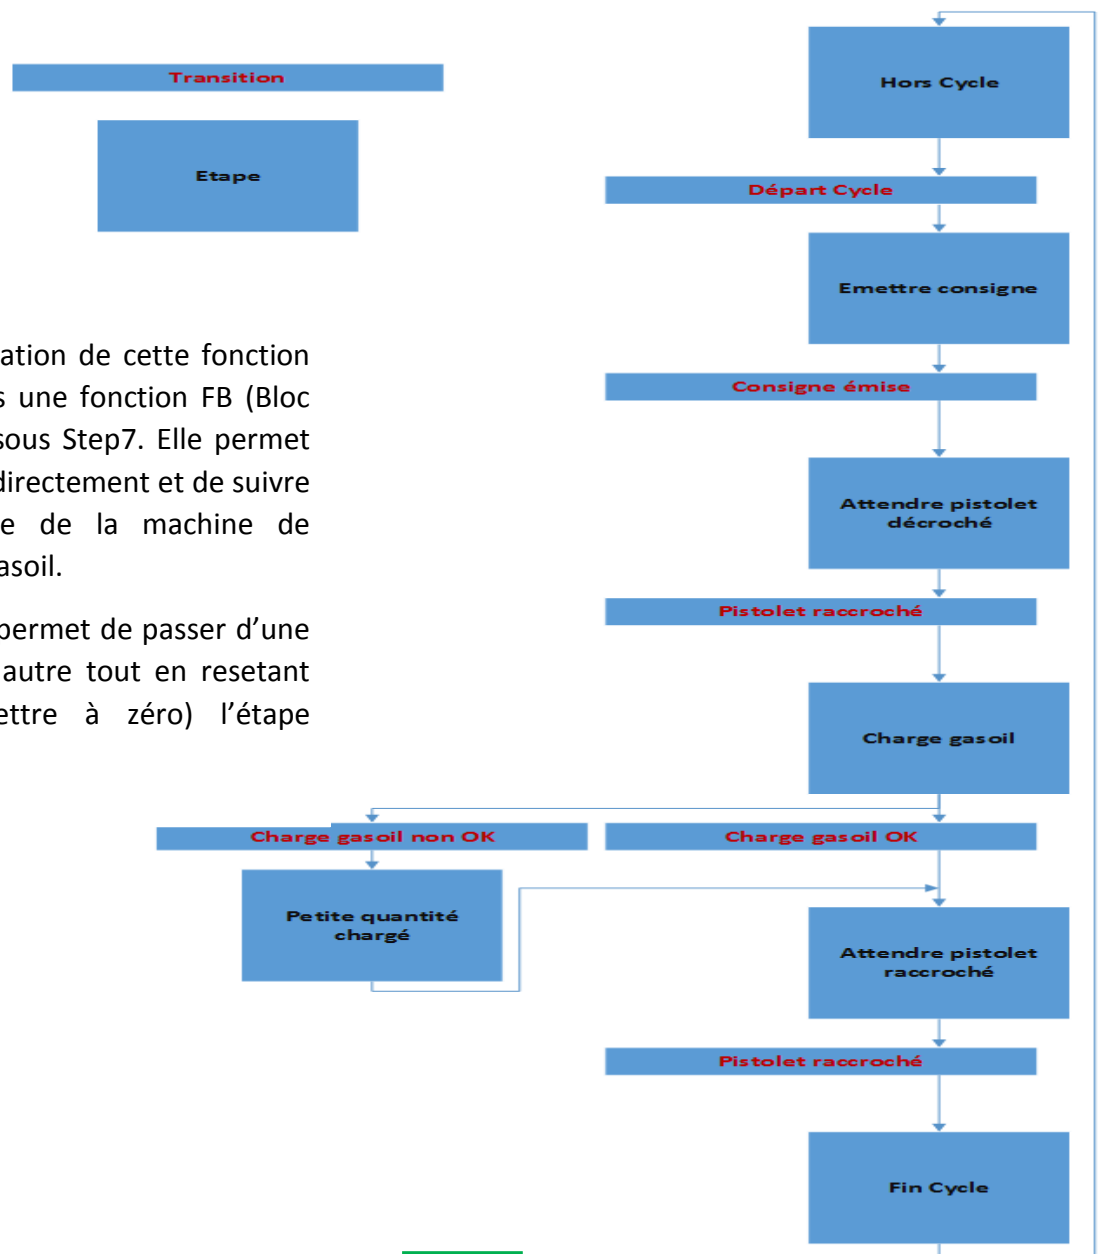 Transition
Etape
ation de cette fonction
s une fonction FB (Bloc
sous Step7. Elle permet
directement et de suivre
e de la machine de
asoil.
permet de passer d’une
autre tout en resetant
ettre à zéro) l’étape
Hors Cycle
Départ Cycle
Emettre consigne
Consigne émise
Attendre pistolet
décroché
Pistolet raccroché
Charge gasoil
Charge gasoil non OK
Charge gasoil OK
Petite quantité
chargé
Attendre pistolet
raccroché
Pistolet raccroché
Fin Cycle